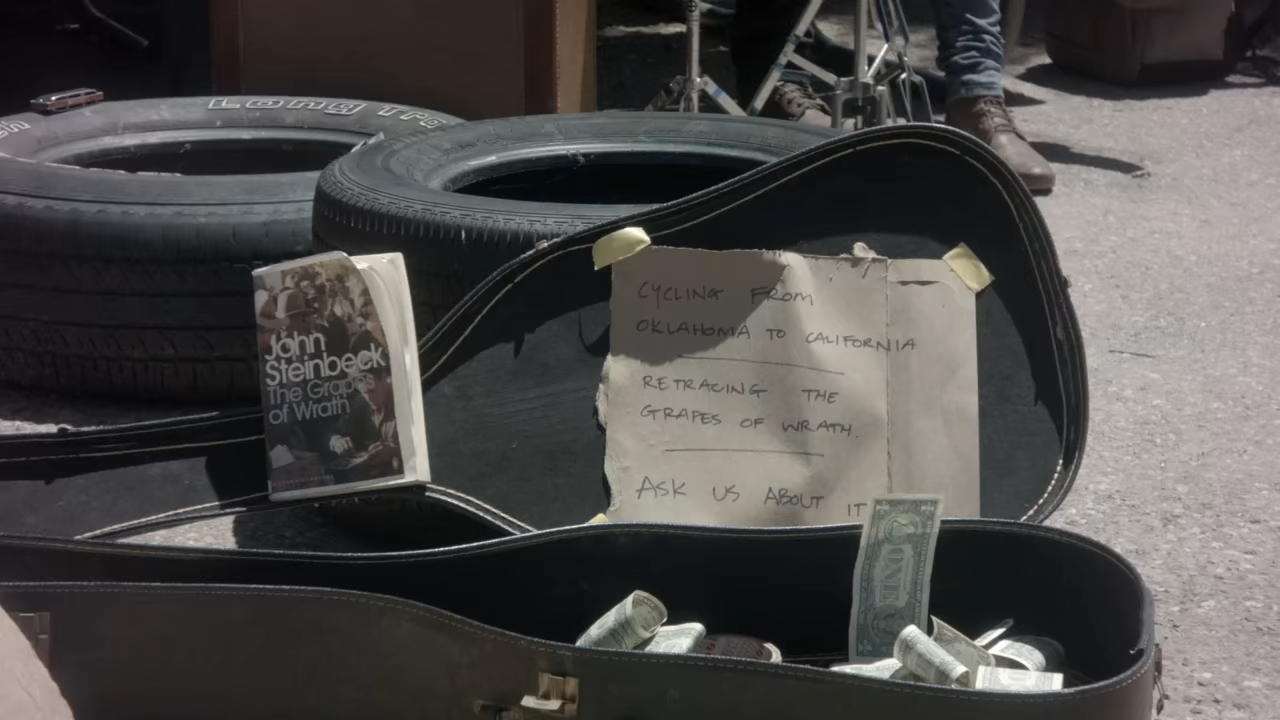 Long Tra
John
Steinbeck
The Grapes
of Wrath
CYCLING FROM
OKLAHOMA TO CALIFORNIA
RETRACING THE
GRAPES OF WRATH.
ASK US ABOUT IT
ONE